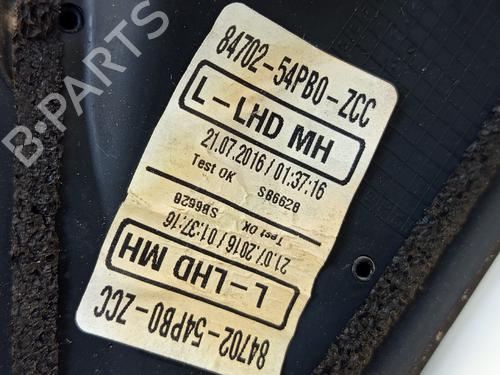 B·PARTS
84702-54PB0-ZCC
L-LHD MH
21.07.2016 / 01:37:16
Test OK SB6628
Test OK SB6628
21.07.2016 / 01:37:16
L-LHD MH
84702-54PB0-ZCC